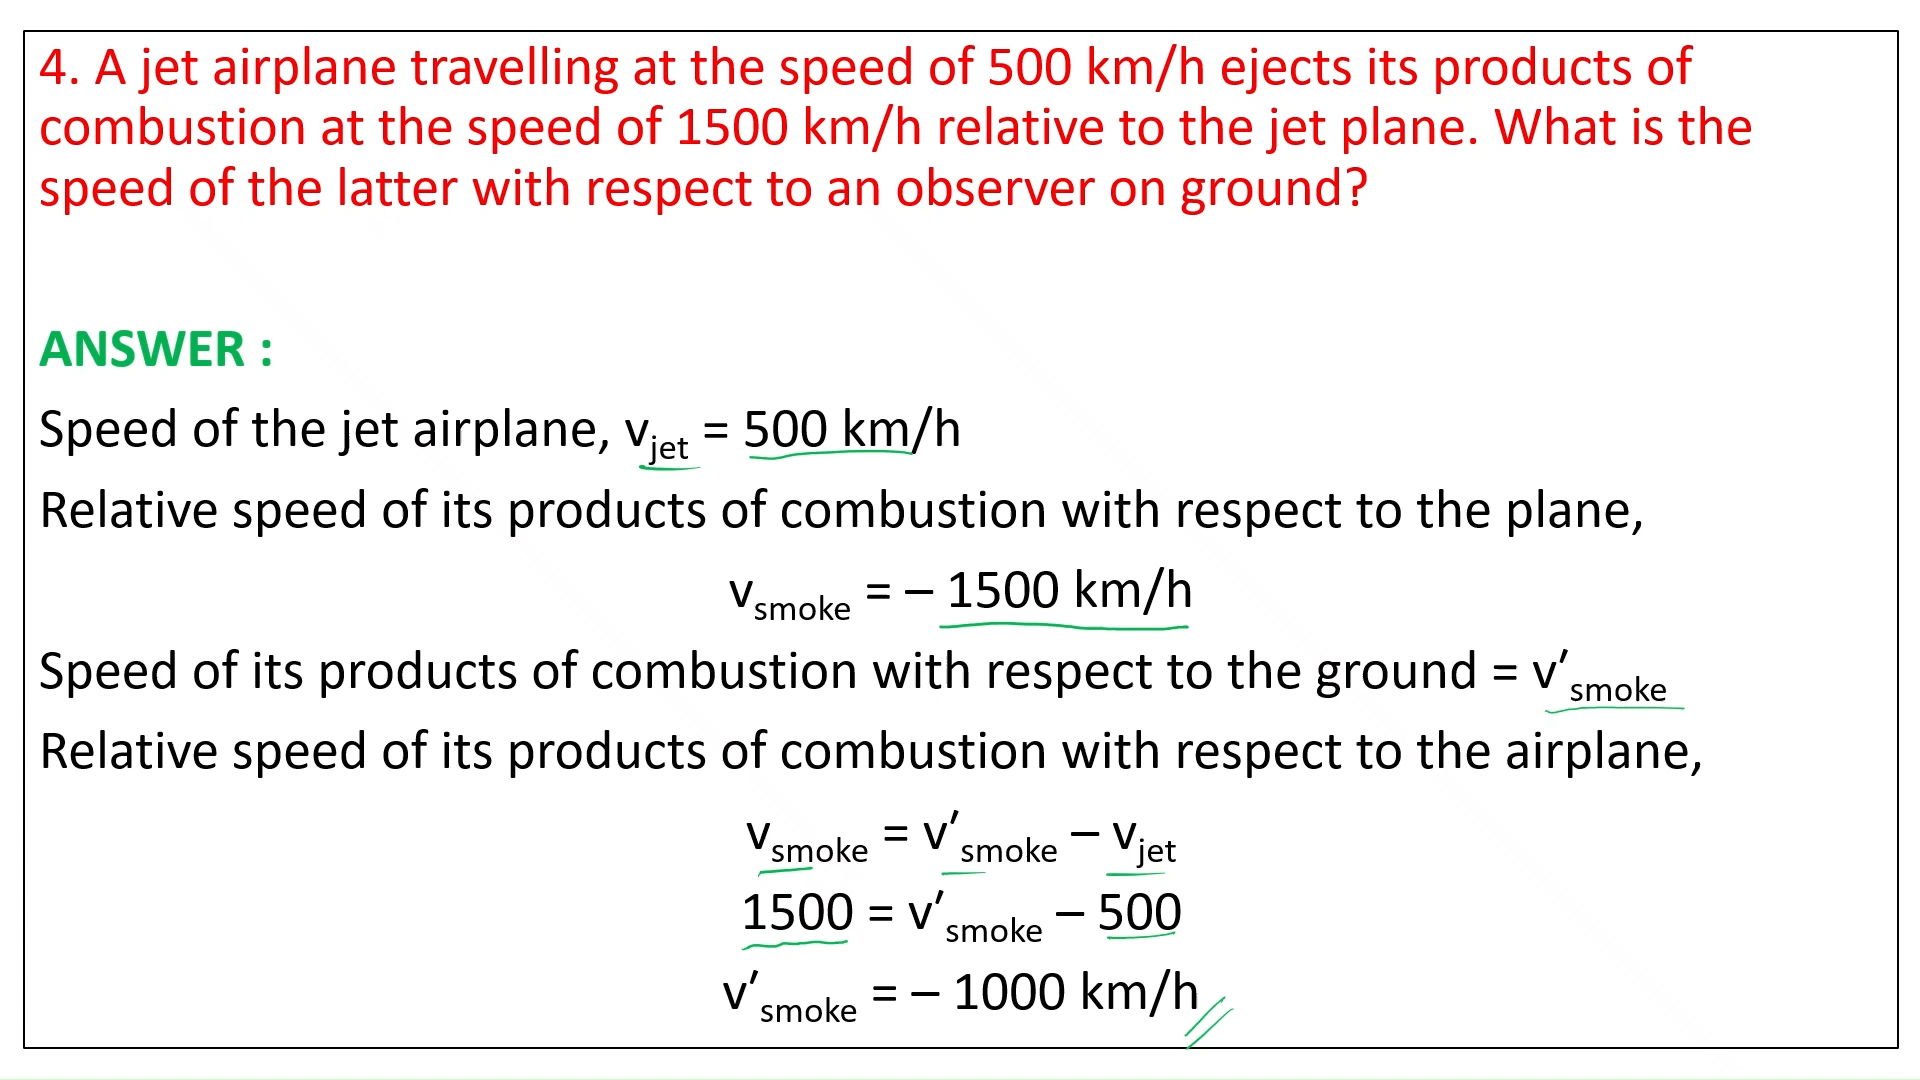 4. A jet airplane travelling at the speed of 500 km/h ejects its products of
combustion at the speed of 1500 km/h relative to the jet plane. What is the
speed of the latter with respect to an observer on ground?
ANSWER :
Speed of the jet airplane, vjet = 500 km/h
Relative speed of its products of combustion with respect to the plane,
vsmoke = – 1500 km/h
Speed of its products of combustion with respect to the ground = v′smoke
Relative speed of its products of combustion with respect to the airplane,
vsmoke = v′smoke – vjet
1500 = v′smoke – 500
v′smoke = – 1000 km/h